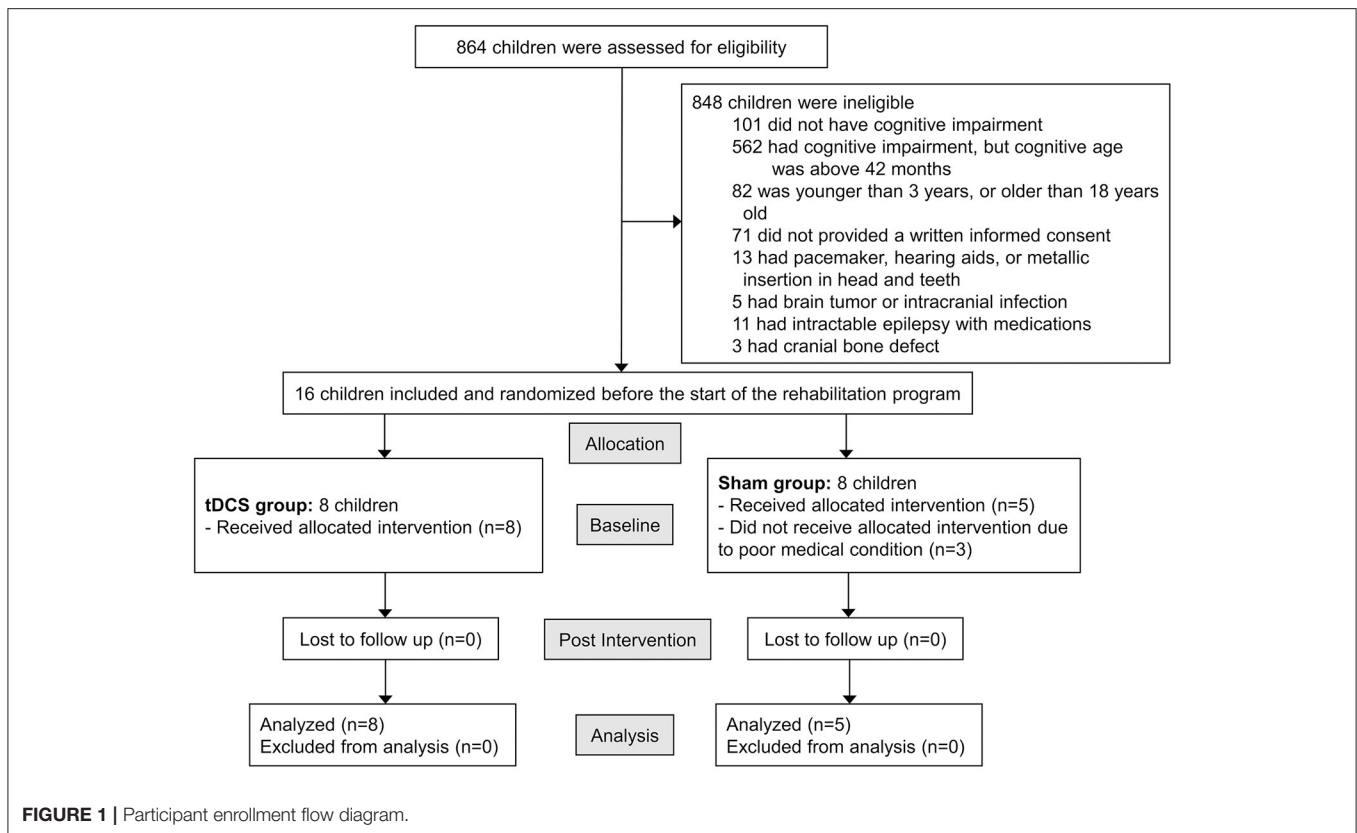 864 children were assessed for eligibility
848 children were ineligible
101 did not have cognitive impairment
562 had cognitive impairment, but cognitive age
was above 42 months
82 was younger than 3 years, or older than 18 years
old
71 did not provided a written informed consent
13 had pacemaker, hearing aids, or metallic
insertion in head and teeth
5 had brain tumor or intracranial infection
11 had intractable epilepsy with medications
3 had cranial bone defect
16 children included and randomized before the start of the rehabilitation program
Allocation
tDCS group: 8 children
- Received allocated intervention (n=8)
Baseline
Sham group: 8 children
- Received allocated intervention (n=5)
- Did not receive allocated intervention due
to poor medical condition (n=3)
Lost to follow up (n=0)
Post Intervention
Lost to follow up (n=0)
Analyzed (n=8)
Excluded from analysis (n=0)
Analysis
Analyzed (n=5)
Excluded from analysis (n=0)
FIGURE 1 | Participant enrollment flow diagram.